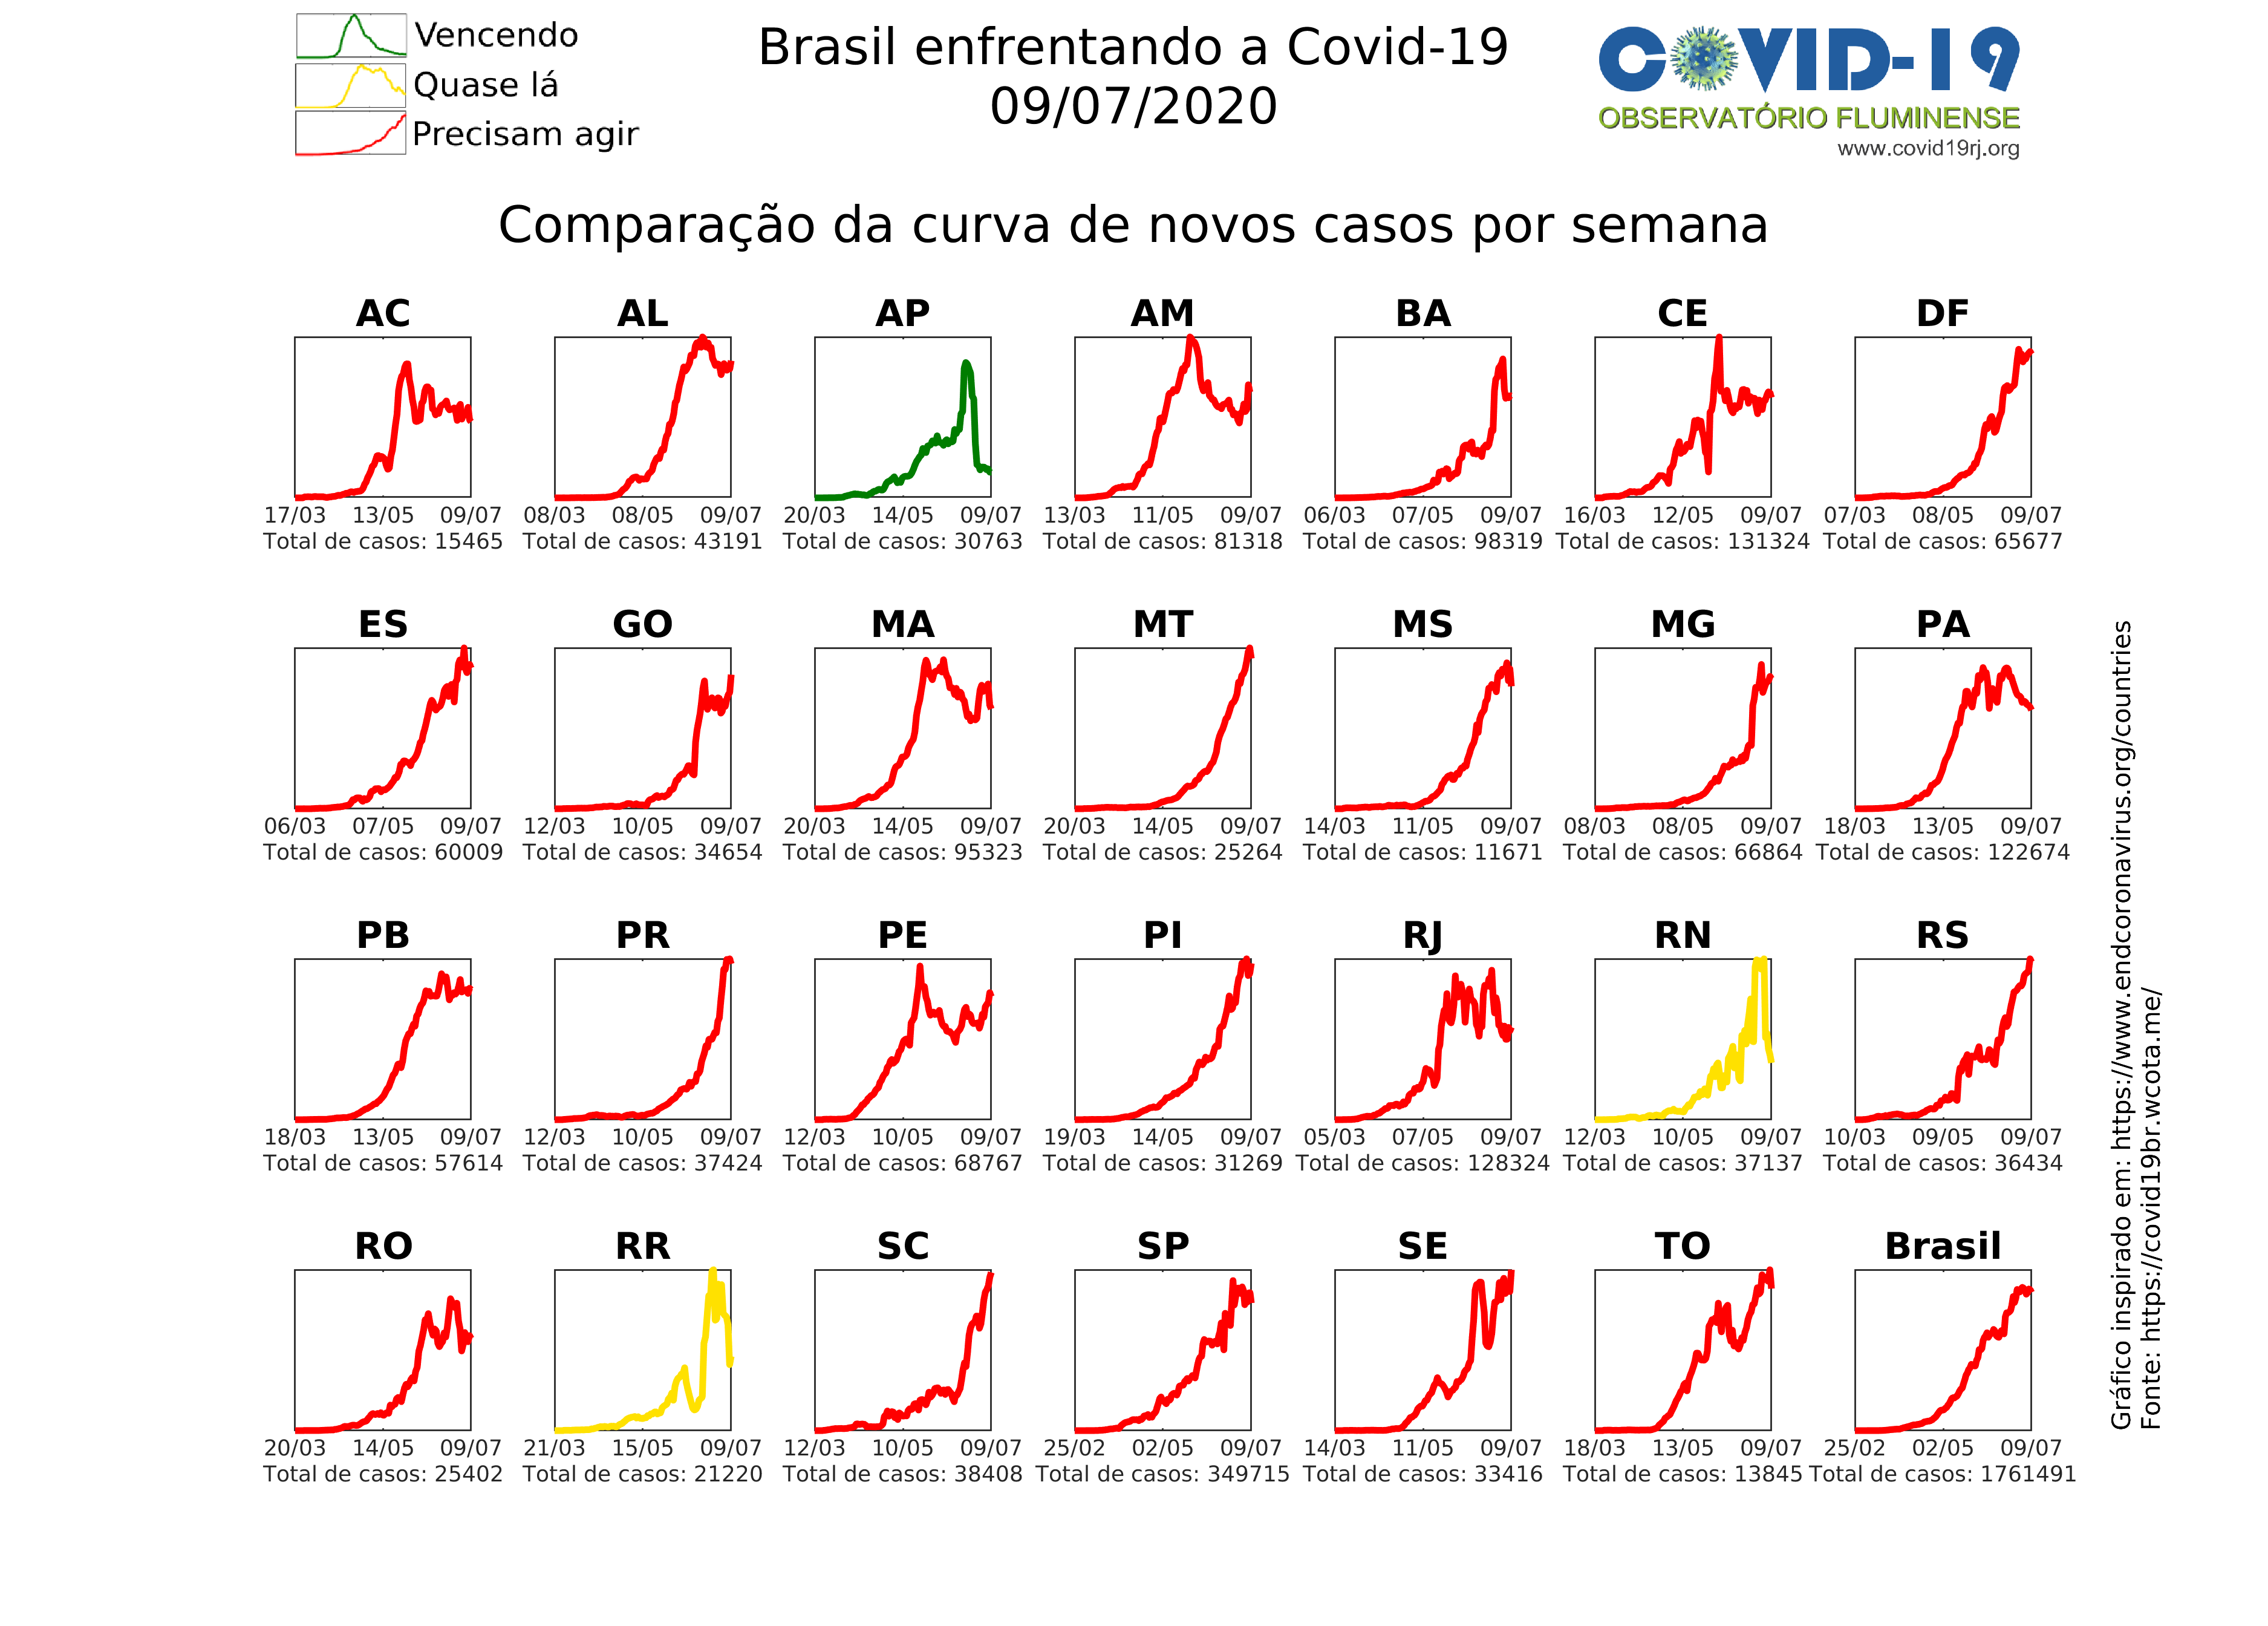 Vencendo
Quase lá
Precisam agir
Brasil enfrentando a Covid-19
09/07/2020
COVID-19
OBSERVATÓRIO FLUMINENSE
www.covid19rj.org
Comparação da curva de novos casos por semana
AC AL AP AM BA CE DF
17/03 13/05 09/07 08/03 08/05 09/07 20/03 14/05 09/07 13/03 11/05 09/07 06/03 07/05 09/07 16/03 12/05 09/07 07/03 08/05 09/07
Total de casos: 15465 Total de casos: 43191 Total de casos: 30763 Total de casos: 81318 Total de casos: 98319 Total de casos: 131324 Total de casos: 65677
ES GO MA MT MS MG PA
06/03 07/05 09/07 12/03 10/05 09/07 20/03 14/05 09/07 20/03 14/05 09/07 14/03 11/05 09/07 08/03 08/05 09/07 18/03 13/05 09/07
Total de casos: 60009 Total de casos: 34654 Total de casos: 95323 Total de casos: 25264 Total de casos: 11671 Total de casos: 66864 Total de casos: 122674
PB PR PE PI RJ RN RS
18/03 13/05 09/07 12/03 10/05 09/07 12/03 10/05 09/07 19/03 14/05 09/07 05/03 07/05 09/07 12/03 10/05 09/07 10/03 09/05 09/07
Total de casos: 57614 Total de casos: 37424 Total de casos: 68767 Total de casos: 31269 Total de casos: 128324 Total de casos: 37137 Total de casos: 36434
RO RR SC SP SE TO Brasil
20/03 14/05 09/07 21/03 15/05 09/07 12/03 10/05 09/07 25/02 02/05 09/07 14/03 11/05 09/07 18/03 13/05 09/07 25/02 02/05 09/07
Total de casos: 25402 Total de casos: 21220 Total de casos: 38408 Total de casos: 349715 Total de casos: 33416 Total de casos: 13845 Total de casos: 1761491
Gráfico inspirado em: https://www.endcoronavirus.org/countries
Fonte: https://covid19br.wcota.me/